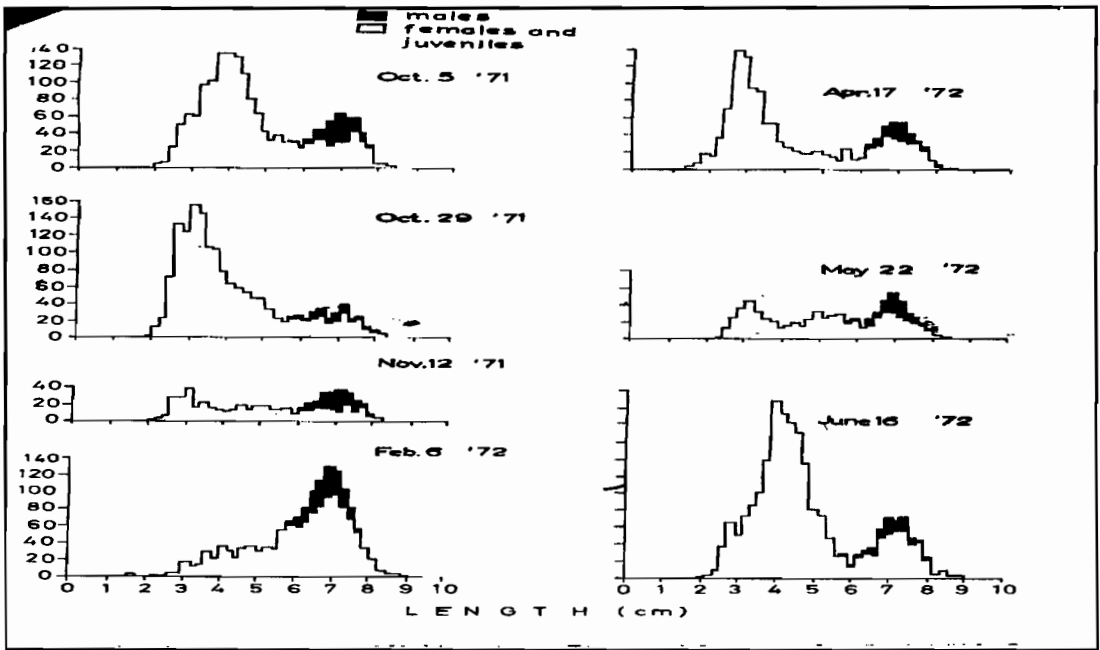 males
females and
juveniles
Oct. 5 '71
140
120
100
80
60
40
20
0
Apr.17 '72
Oct. 29 '71
160
140
120
100
80
60
40
20
0
May 22 '72
Nov.12 '71
40
20
0
Feb. 6 '72
140
120
100
80
60
40
20
0
0 1 2 3 4 5 6 7 8 10
June 16 '72
0 1 2 3 4 5 6 7 8 9 10
LENGTH (cm)